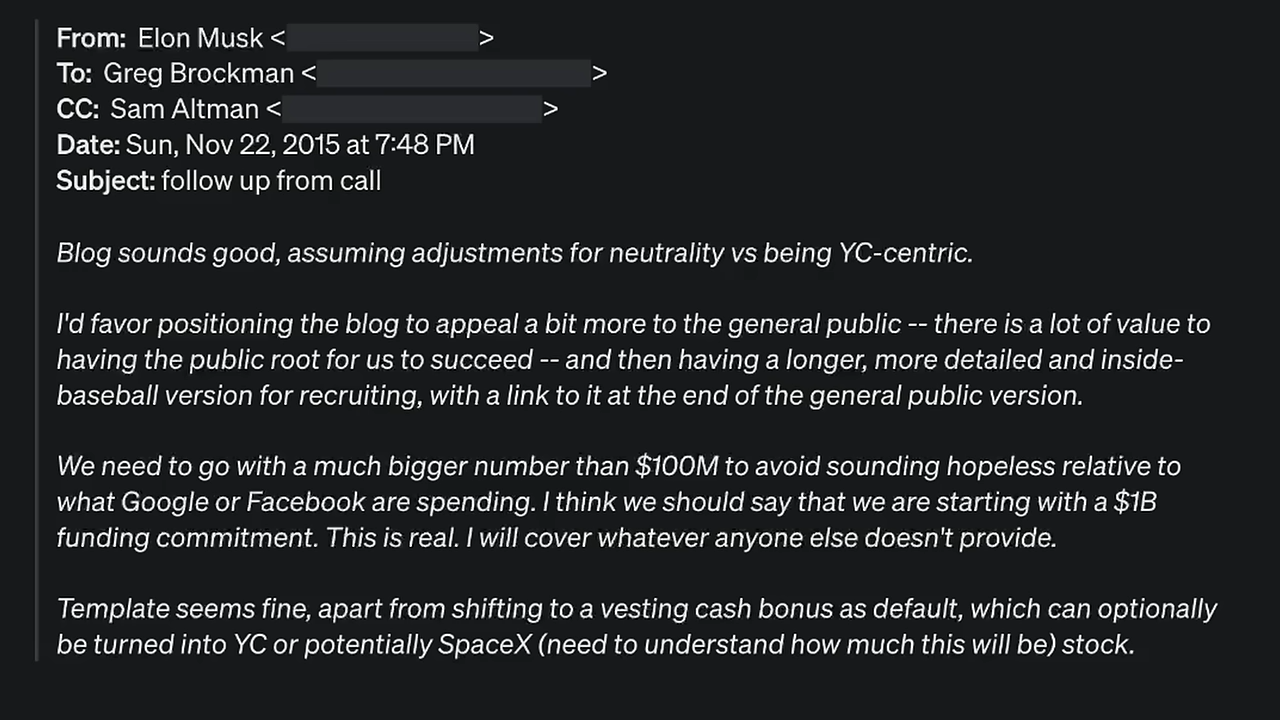 From: Elon Musk < >
To: Greg Brockman < >
CC: Sam Altman < >
Date: Sun, Nov 22, 2015 at 7:48 PM
Subject: follow up from call
Blog sounds good, assuming adjustments for neutrality vs being YC-centric.
I'd favor positioning the blog to appeal a bit more to the general public -- there is a lot of value to
having the public root for us to succeed -- and then having a longer, more detailed and inside-
baseball version for recruiting, with a link to it at the end of the general public version.
We need to go with a much bigger number than $100M to avoid sounding hopeless relative to
what Google or Facebook are spending. I think we should say that we are starting with a $1B
funding commitment. This is real. I will cover whatever anyone else doesn't provide.
Template seems fine, apart from shifting to a vesting cash bonus as default, which can optionally
be turned into YC or potentially SpaceX (need to understand how much this will be) stock.